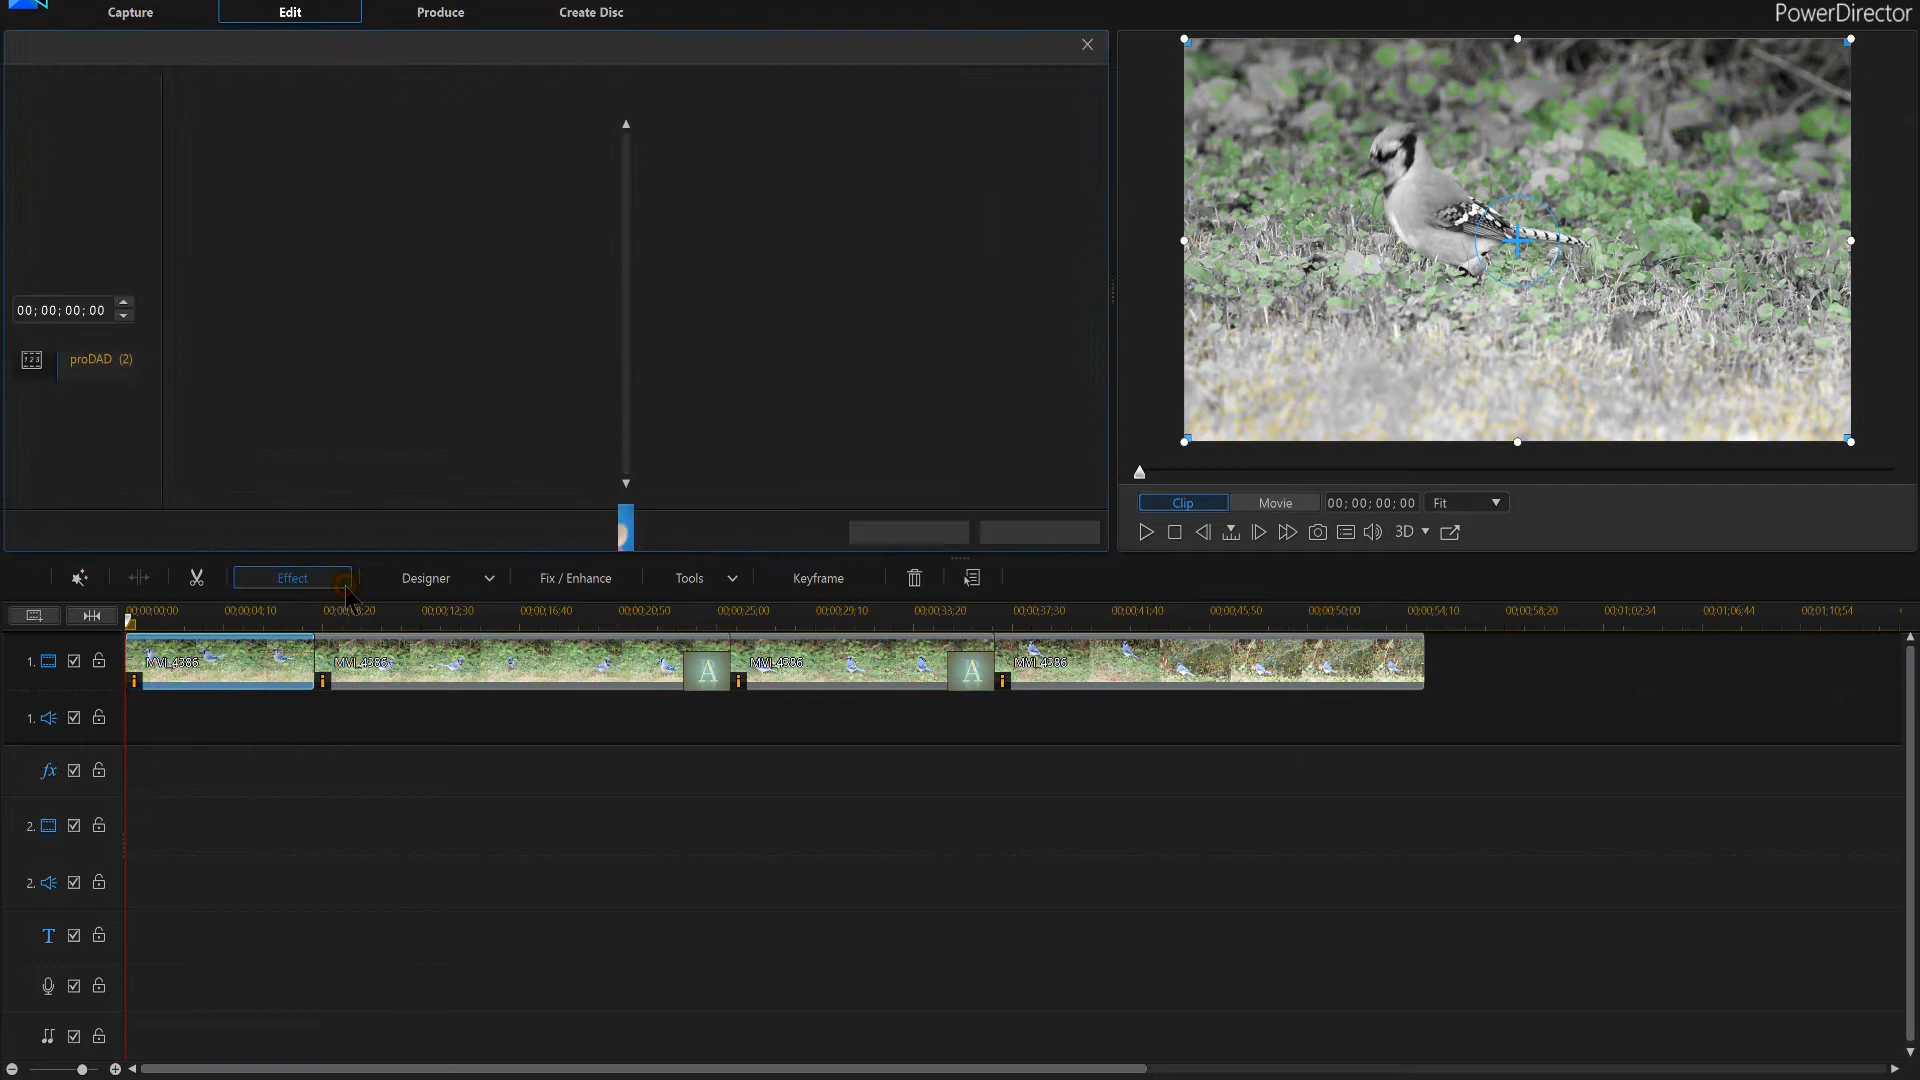 Capture Edit Produce Create Disc PowerDirector
00; 00; 00; 00
proDAD (2)
Clip Movie 00; 00; 00; 00 Fit
3D
Effect Designer Fix / Enhance Tools Keyframe
00;00;00;00 00;00;04;10 00;00;12;30 00;00;16;40 00;00;20;50 00;00;25;00 00;00;29;10 00;00;33;20 00;00;37;30 00;00;41;40 00;00;45;50 00;00;50;00 00;00;54;10 00;00;58;20 00;01;02;34 00;01;06;44 00;01;10;54
1. MVI_4386 MVI_4386 A MVI_4386 A MVI_4386
1.
fx
2.
2.
T